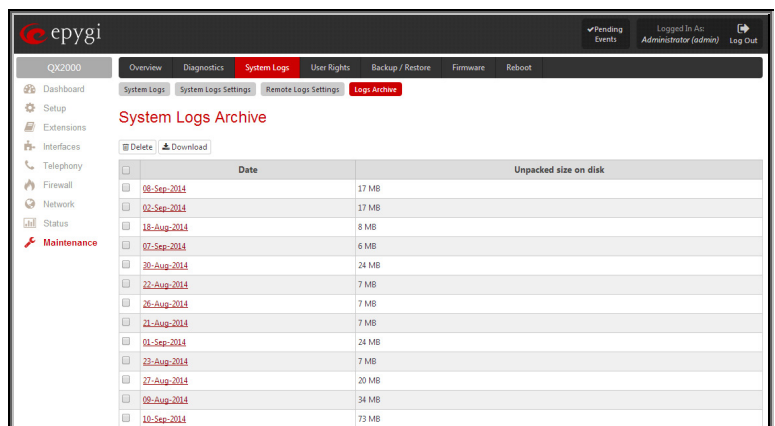 epygi
✔Pending Events
Logged In As: Administrator (admin)
Log Out
QX2000
Overview Diagnostics System Logs User Rights Backup / Restore Firmware Reboot
Dashboard
Setup
Extensions
Interfaces
Telephony
Firewall
Network
Status
Maintenance
System Logs System Logs Settings Remote Logs Settings Logs Archive
System Logs Archive
Delete Download
Date Unpacked size on disk
08-Sep-2014 17 MB
02-Sep-2014 17 MB
18-Aug-2014 8 MB
07-Sep-2014 6 MB
30-Aug-2014 24 MB
22-Aug-2014 7 MB
26-Aug-2014 7 MB
21-Aug-2014 7 MB
01-Sep-2014 24 MB
23-Aug-2014 7 MB
27-Aug-2014 20 MB
09-Aug-2014 34 MB
10-Sep-2014 73 MB